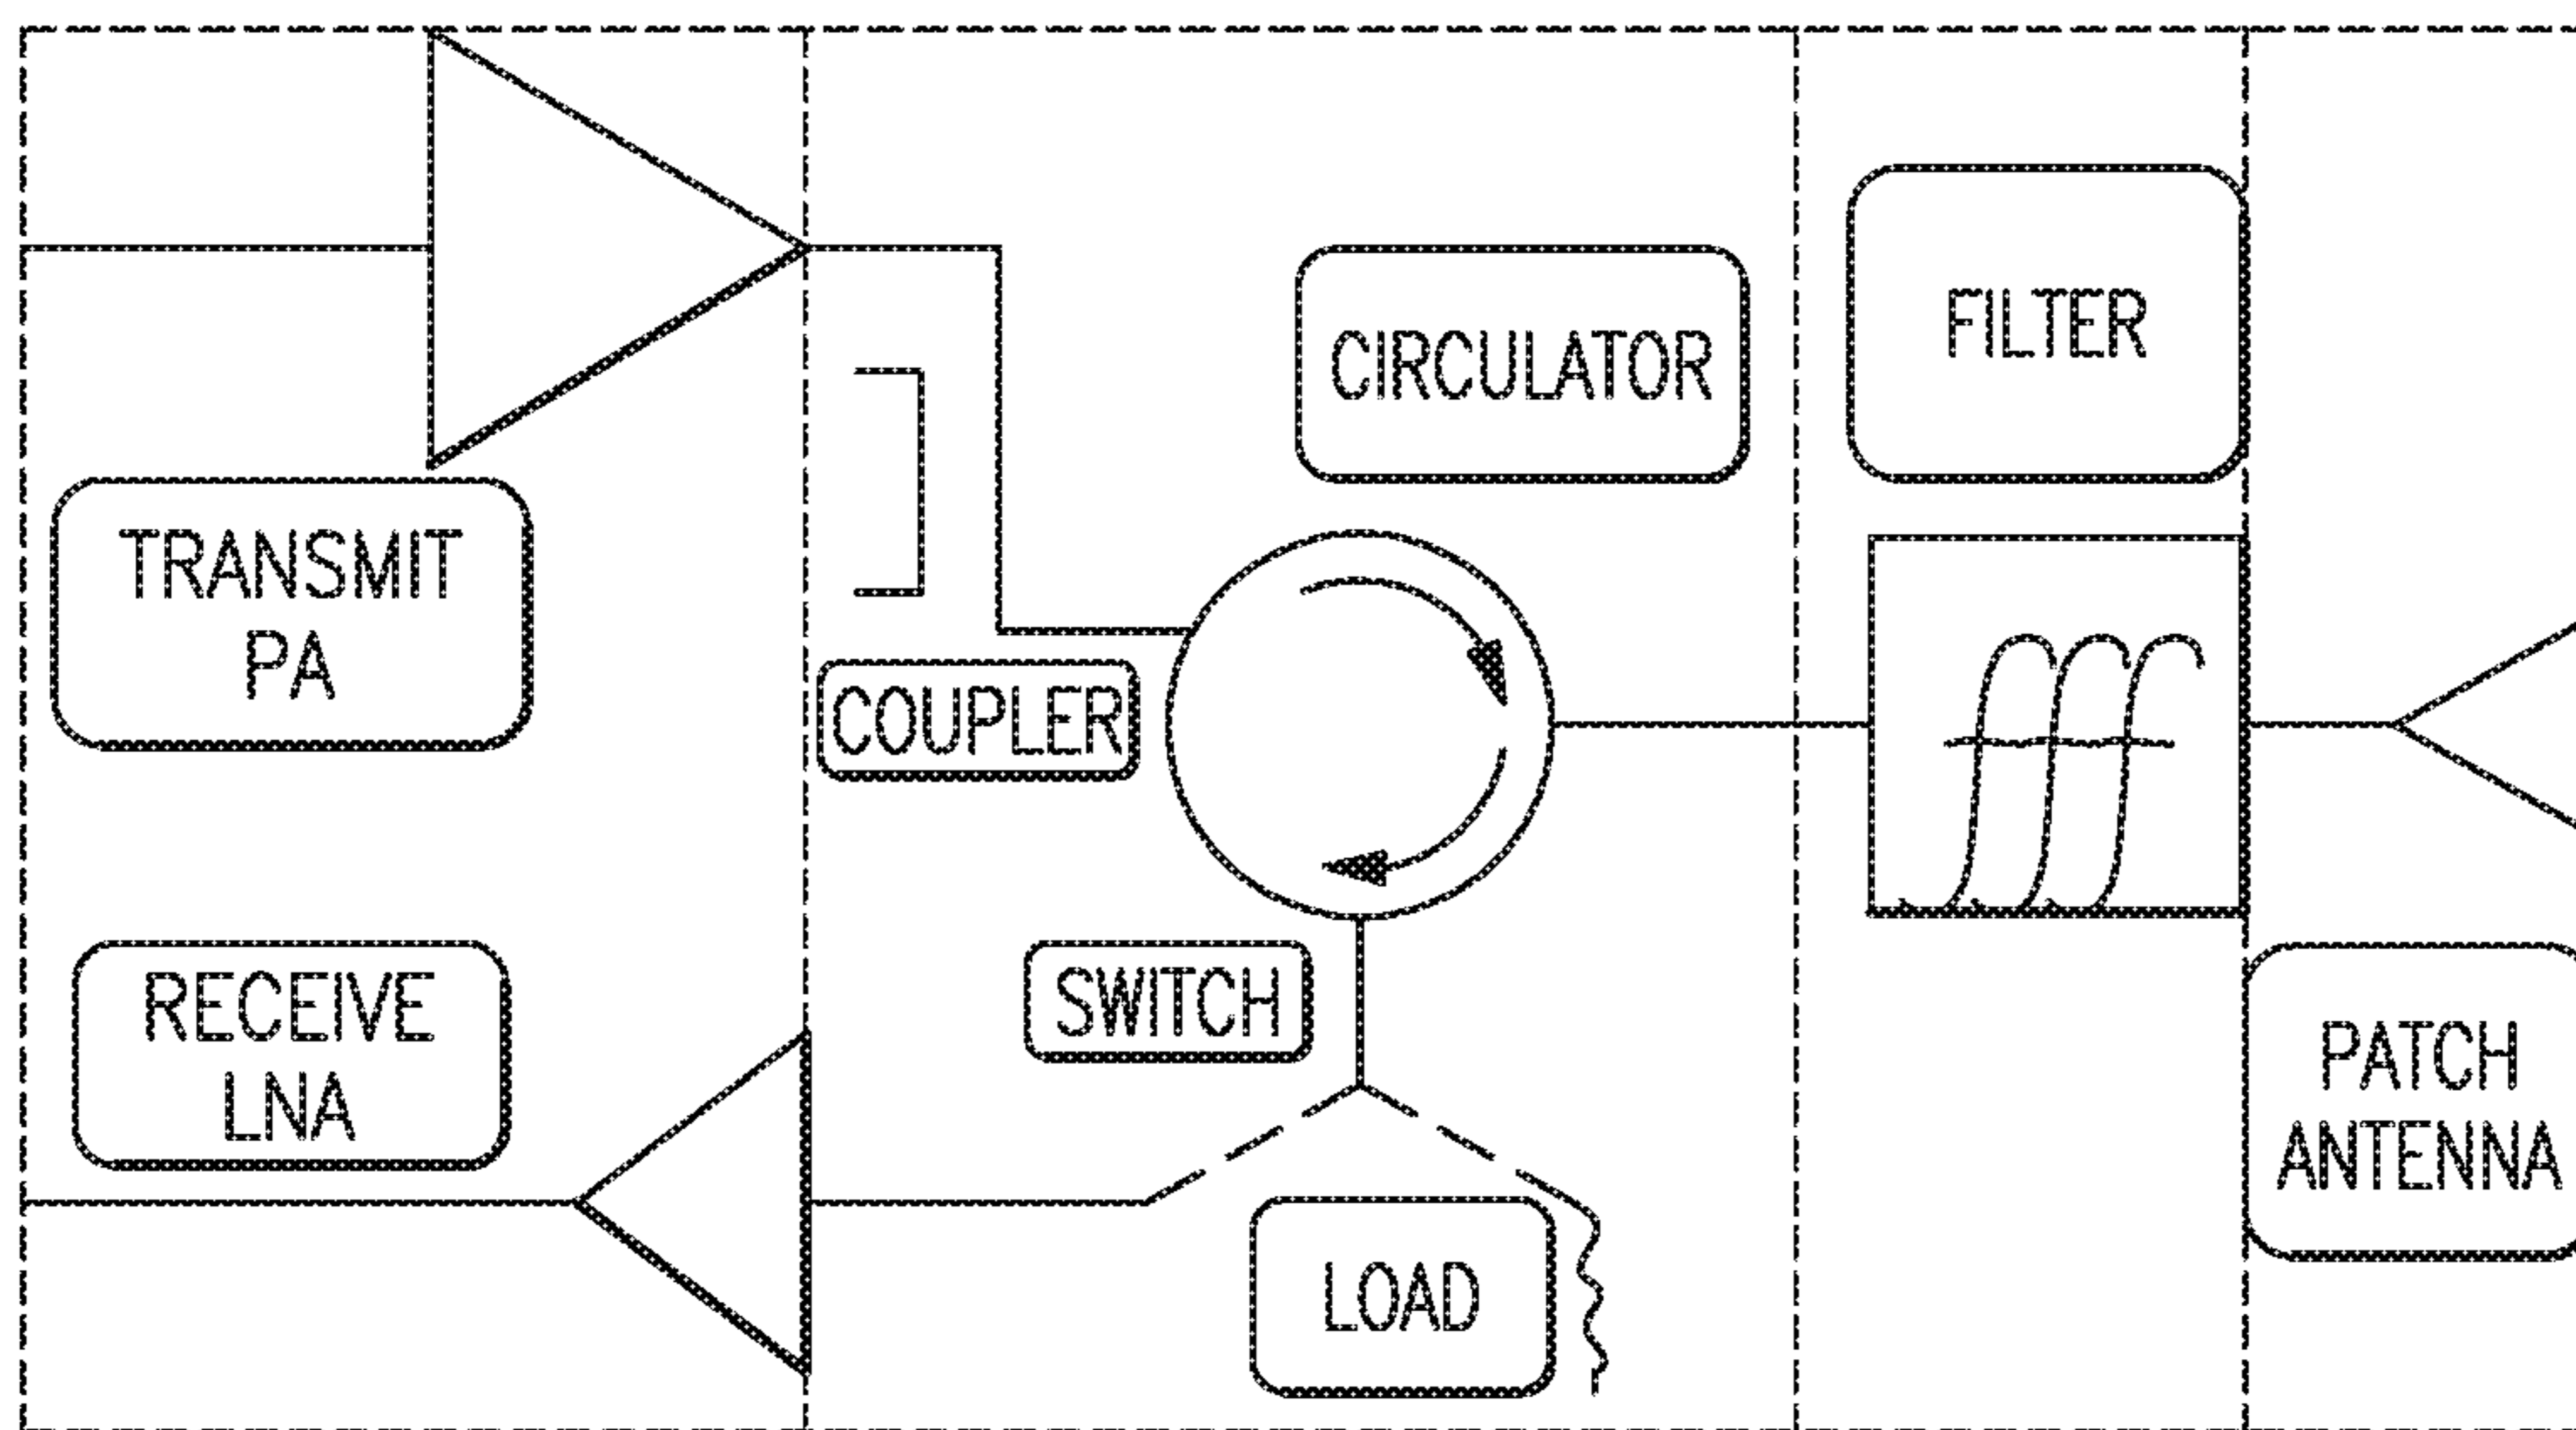 CIRCULATOR
FILTER
TRANSMIT
PA
COUPLER
RECEIVE
LNA
SWITCH
LOAD
PATCH
ANTENNA